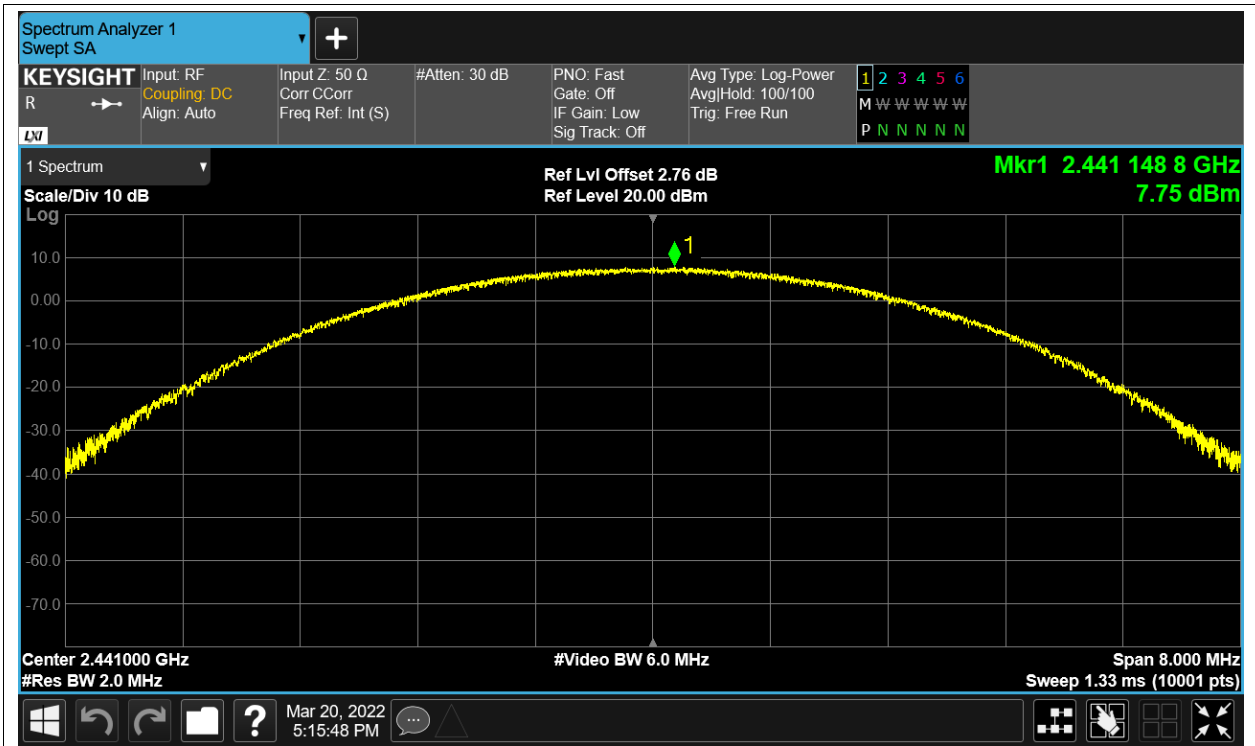 Spectrum Analyzer 1
Swept SA
KEYSIGHT
R
LXI
Input: RF
Coupling: DC
Align: Auto
Input Z: 50 Ω
Corr CCorr
Freq Ref: Int (S)
#Atten: 30 dB
PNO: Fast
Gate: Off
IF Gain: Low
Sig Track: Off
Avg Type: Log-Power
Avg|Hold: 100/100
Trig: Free Run
1 2 3 4 5 6
M W W W W W W
P N N N N N
1 Spectrum
Scale/Div 10 dB
Log
Ref Lvl Offset 2.76 dB
Ref Level 20.00 dBm
Mkr1 2.441 148 8 GHz
7.75 dBm
1
10.0
0.00
-10.0
-20.0
-30.0
-40.0
-50.0
-60.0
-70.0
Center 2.441000 GHz
#Res BW 2.0 MHz
#Video BW 6.0 MHz
Span 8.000 MHz
Sweep 1.33 ms (10001 pts)
?
Mar 20, 2022
5:15:48 PM